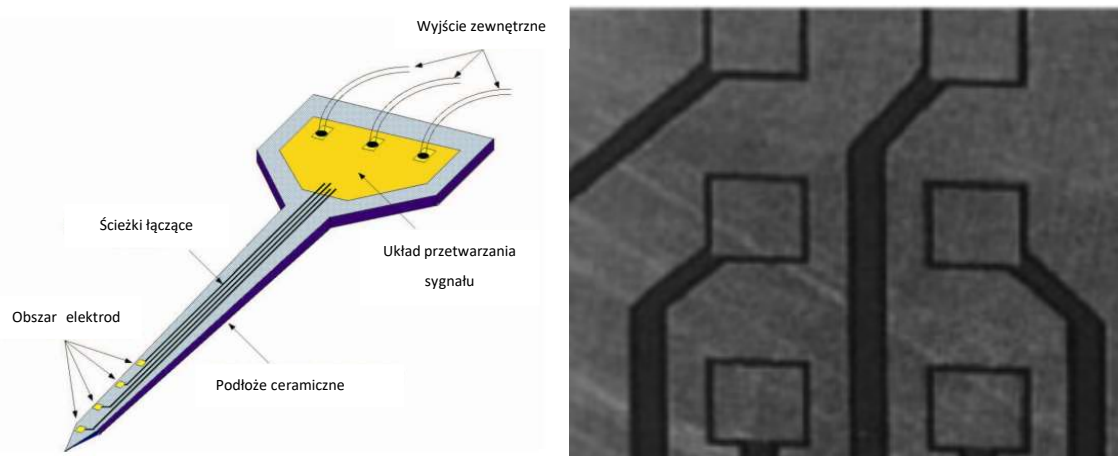 Wyjście zewnętrzne
Ścieżki łączące
Układ przetwarzania
sygnału
Obszar elektrod
Podłoże ceramiczne